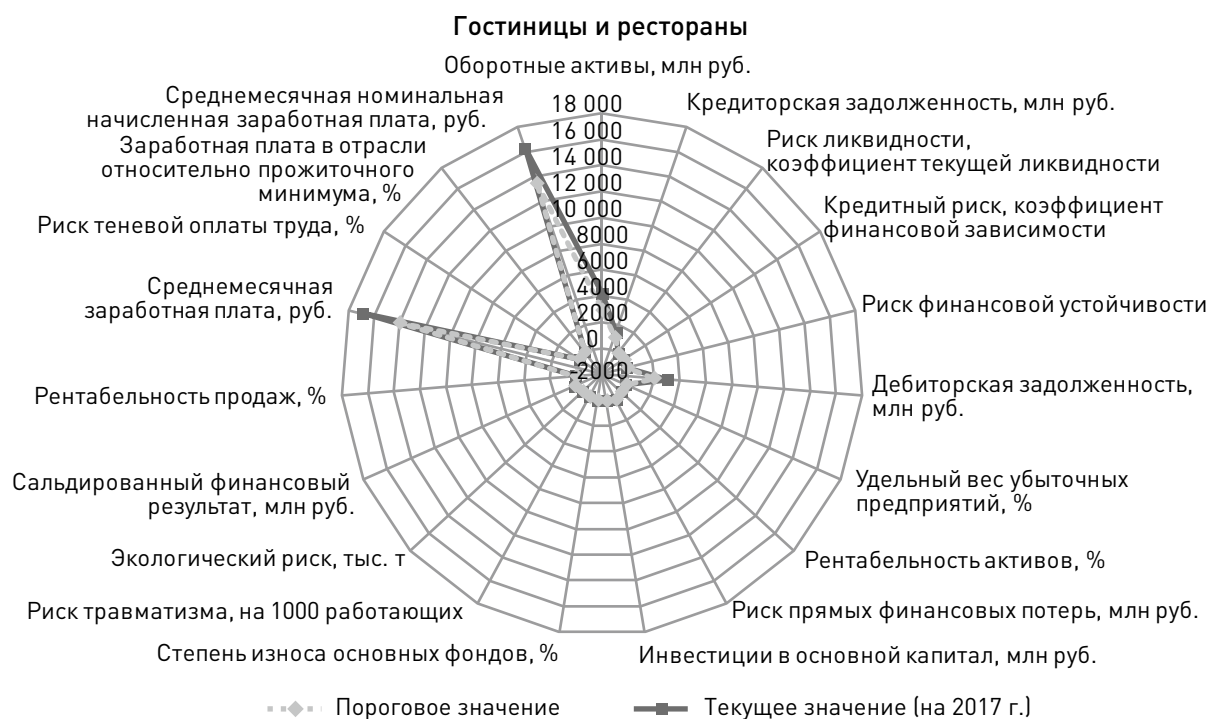 Гостиницы и рестораны
Оборотные активы, млн руб.
Кредиторская задолженность, млн руб.
Риск ликвидности,
коэффициент текущей ликвидности
Кредитный риск, коэффициент
финансовой зависимости
Риск финансовой устойчивости
Дебиторская задолженность,
млн руб.
Удельный вес убыточных
предприятий, %
Рентабельность активов, %
Риск прямых финансовых потерь, млн руб.
Инвестиции в основной капитал, млн руб.
Степень износа основных фондов, %
Риск травматизма, на 1000 работающих
Экологический риск, тыс. т
Сальдированный финансовый
результат, млн руб.
Рентабельность продаж, %
Среднемесячная
заработная плата, руб.
Риск теневой оплаты труда, %
Заработная плата в отрасли
относительно прожиточного
минимума, %
Среднемесячная номинальная
начисленная заработная плата, руб.
18 000
16 000
14 000
12 000
10 000
8000
6000
4000
2000
0
-2000
Пороговое значение
Текущее значение (на 2017 г.)